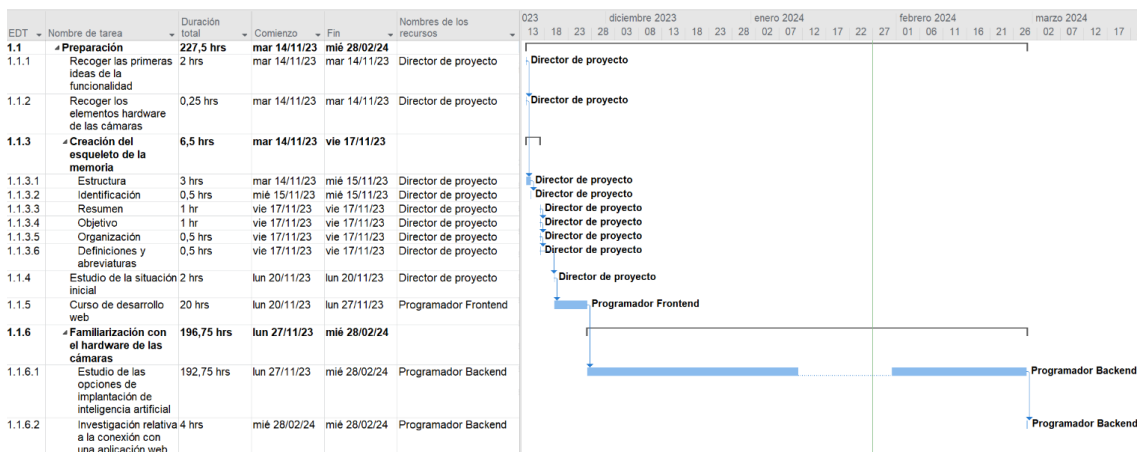 EDT Nombre de tarea Duración total Comienzo Fin Nombres de los recursos
023 diciembre 2023 enero 2024 febrero 2024 marzo 2024
13 18 23 28 03 08 13 18 23 28 02 07 12 17 22 27 01 06 11 16 21 26 02 07 12 17
1.1 Preparación 227,5 hrs mar 14/11/23 mié 28/02/24
1.1.1 Recoger las primeras 2 hrs mar 14/11/23 mar 14/11/23 Director de proyecto Director de proyecto
ideas de la
funcionalidad
1.1.2 Recoger los 0,25 hrs mar 14/11/23 mar 14/11/23 Director de proyecto Director de proyecto
elementos hardware
de las cámaras
1.1.3 Creación del 6,5 hrs mar 14/11/23 vie 17/11/23
esqueleto de la
memoria
1.1.3.1 Estructura 3 hrs mar 14/11/23 mié 15/11/23 Director de proyecto Director de proyecto
1.1.3.2 Identificación 0,5 hrs mié 15/11/23 mié 15/11/23 Director de proyecto Director de proyecto
1.1.3.3 Resumen 1 hr vie 17/11/23 vie 17/11/23 Director de proyecto Director de proyecto
1.1.3.4 Objetivo 1 hr vie 17/11/23 vie 17/11/23 Director de proyecto Director de proyecto
1.1.3.5 Organización 0,5 hrs vie 17/11/23 vie 17/11/23 Director de proyecto Director de proyecto
1.1.3.6 Definiciones y 0,5 hrs vie 17/11/23 vie 17/11/23 Director de proyecto Director de proyecto
abreviaturas
1.1.4 Estudio de la situación 2 hrs lun 20/11/23 lun 20/11/23 Director de proyecto Director de proyecto
inicial
1.1.5 Curso de desarrollo 20 hrs lun 20/11/23 lun 27/11/23 Programador Frontend Programador Frontend
web
1.1.6 Familiarización con 196,75 hrs lun 27/11/23 mié 28/02/24
el hardware de las
cámaras
1.1.6.1 Estudio de las 192,75 hrs lun 27/11/23 mié 28/02/24 Programador Backend Programador Backend
opciones de
implantación de
inteligencia artificial
1.1.6.2 Investigación relativa 4 hrs mié 28/02/24 mié 28/02/24 Programador Backend Programador Backend
a la conexión con
una aplicación web